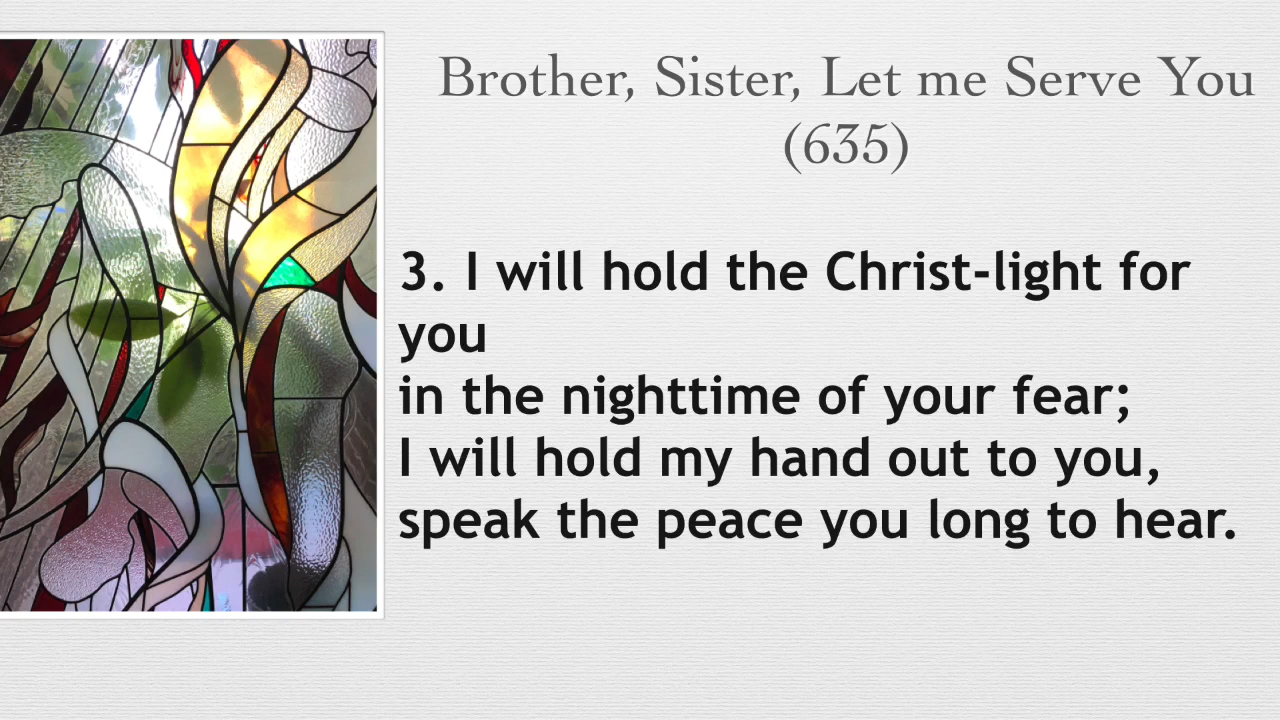 Brother, Sister, Let me Serve You
(635)
3. I will hold the Christ-light for
you
in the nighttime of your fear;
I will hold my hand out to you,
speak the peace you long to hear.